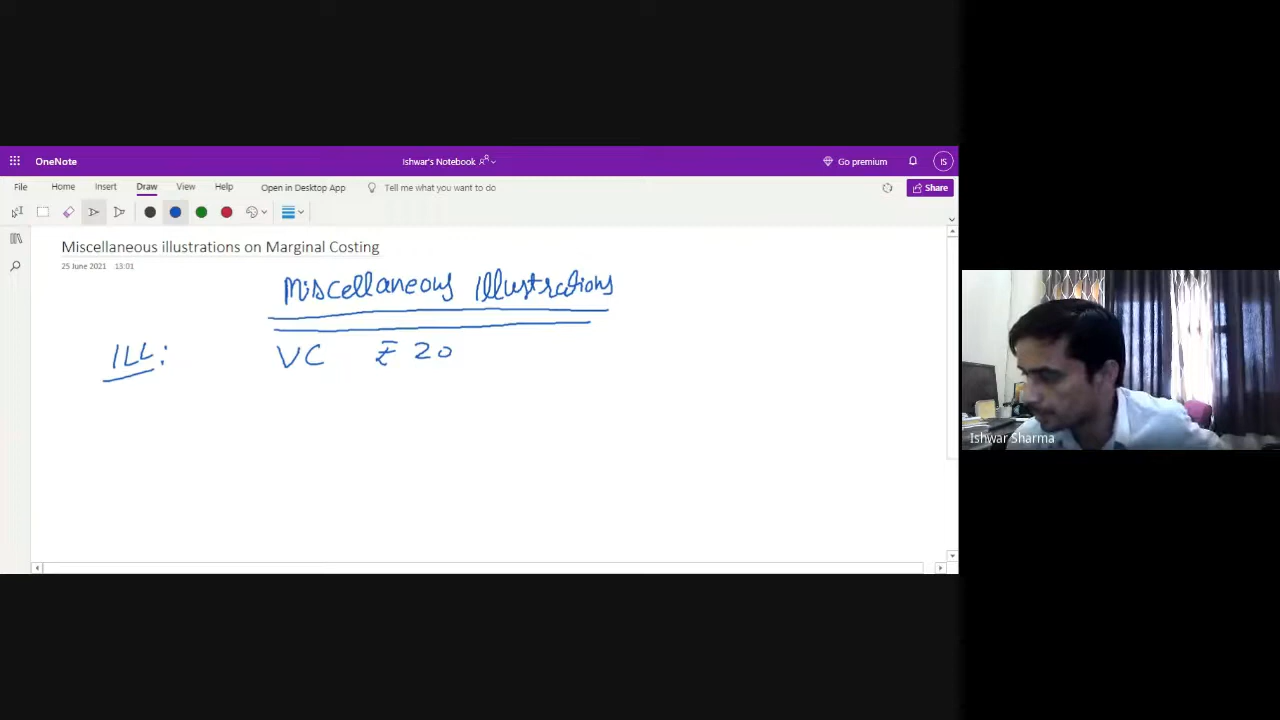 OneNote
Ishwar's Notebook
Go premium
IS
File Home Insert Draw View Help Open in Desktop App Tell me what you want to do
Share
Miscellaneous illustrations on Marginal Costing
25 June 2021 13:01
Miscellaneous Illustrations
ILL: VC ₹ 20
Ishwar Sharma